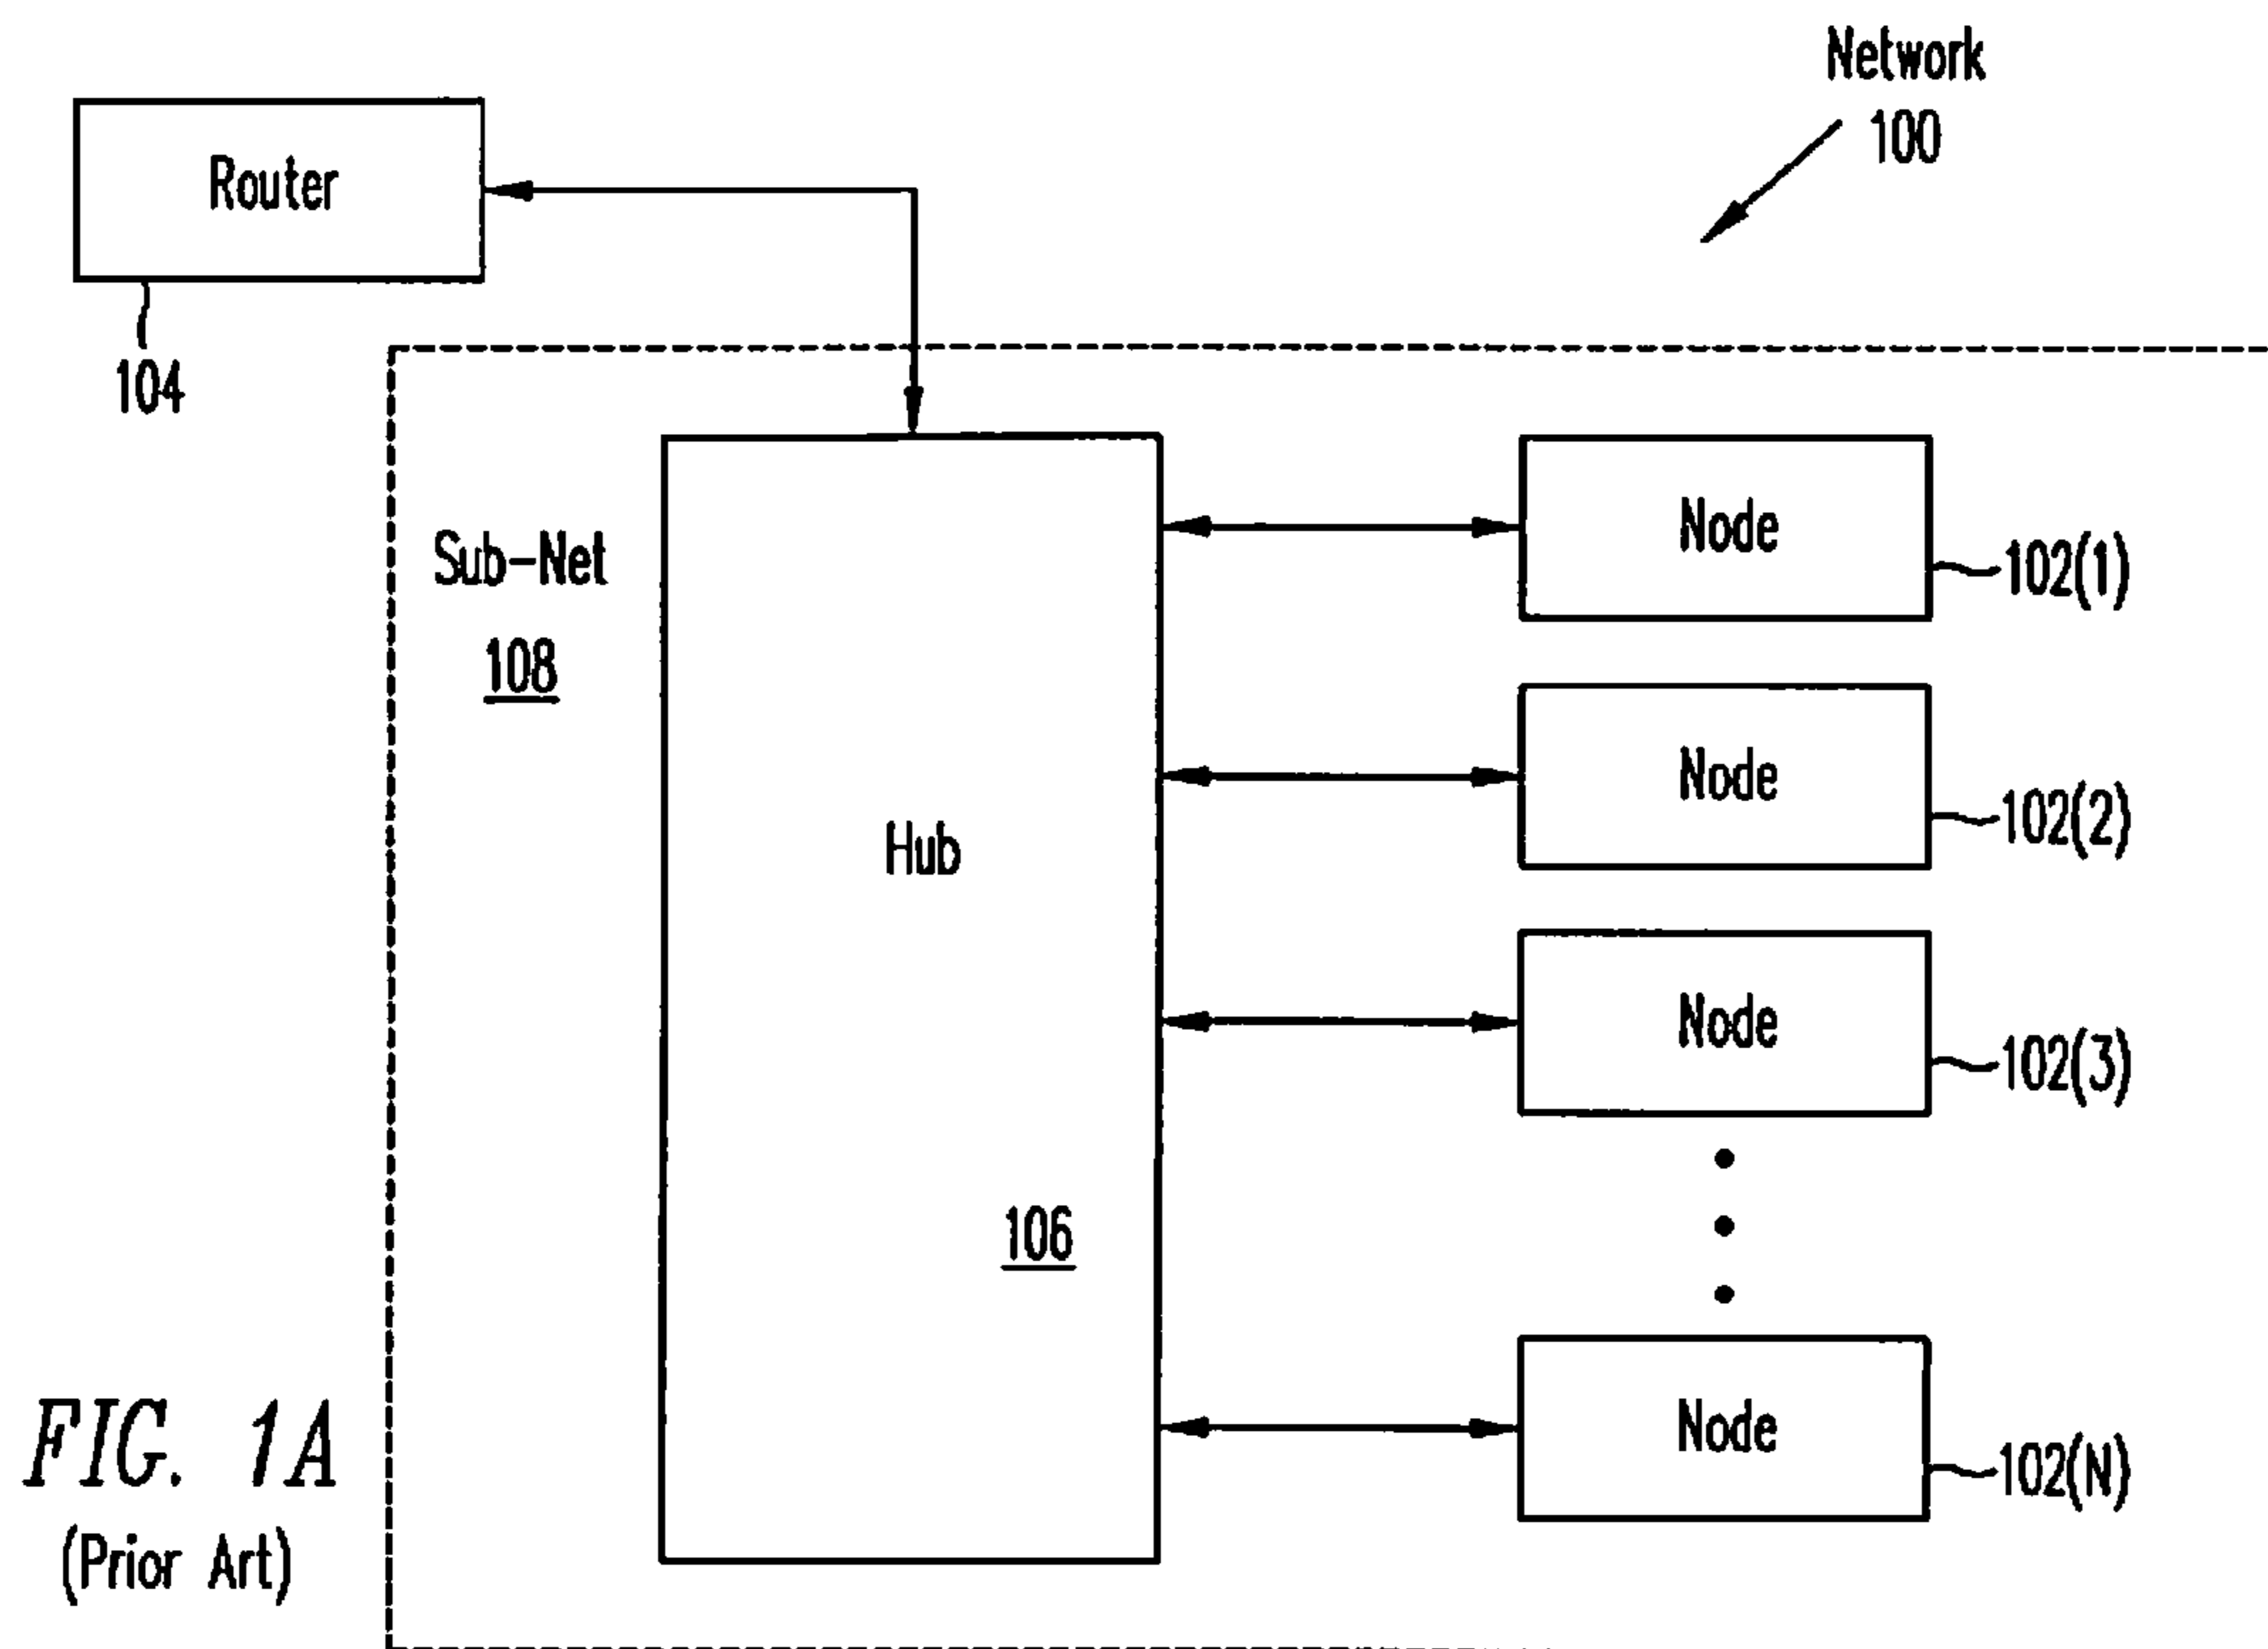 Network
100
Router
104
Sub-Net
108
Hub
106
Node
102(1)
Node
102(2)
Node
102(3)
Node
102(N)
FIG. 1A
(Prior Art)